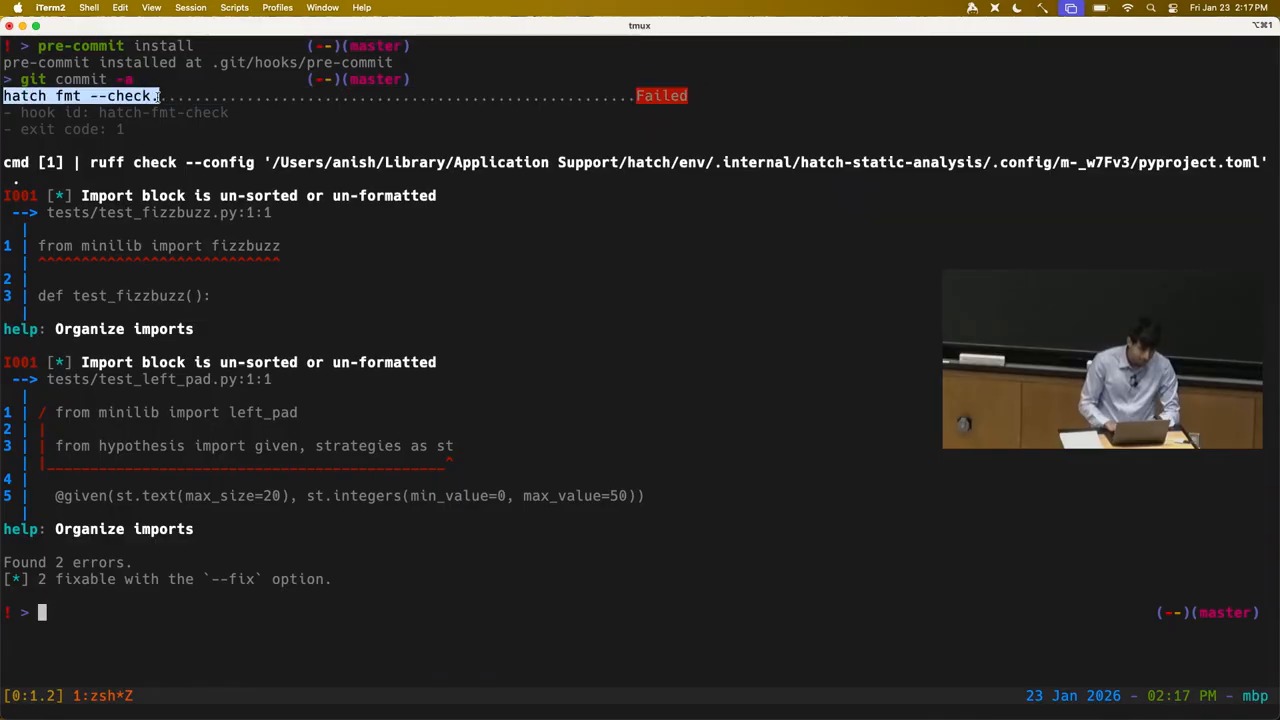 iTerm2 Shell Edit View Session Scripts Profiles Window Help Fri Jan 23 2:17 PM
tmux ⌥⌘1
! > pre-commit install (--)(master)
pre-commit installed at .git/hooks/pre-commit
> git commit -a (--)(master)
hatch fmt --check........................................................Failed
- hook id: hatch-fmt-check
- exit code: 1
cmd [1] | ruff check --config '/Users/anish/Library/Application Support/hatch/env/.internal/hatch-static-analysis/.config/m-_w7Fv3/pyproject.toml'
.
I001 [*] Import block is un-sorted or un-formatted
--> tests/test_fizzbuzz.py:1:1
|
1 | from minilib import fizzbuzz
| ^^^^^^^^^^^^^^^^^^^^^^^^^^^^
2 |
3 | def test_fizzbuzz():
|
help: Organize imports
I001 [*] Import block is un-sorted or un-formatted
--> tests/test_left_pad.py:1:1
|
1 | / from minilib import left_pad
2 | |
3 | | from hypothesis import given, strategies as st
| |______________________________________________^
4 |
5 | @given(st.text(max_size=20), st.integers(min_value=0, max_value=50))
|
help: Organize imports
Found 2 errors.
[*] 2 fixable with the `--fix` option.
! > (--)(master)
[0:1.2] 1:zsh*Z 23 Jan 2026 - 02:17 PM - mbp